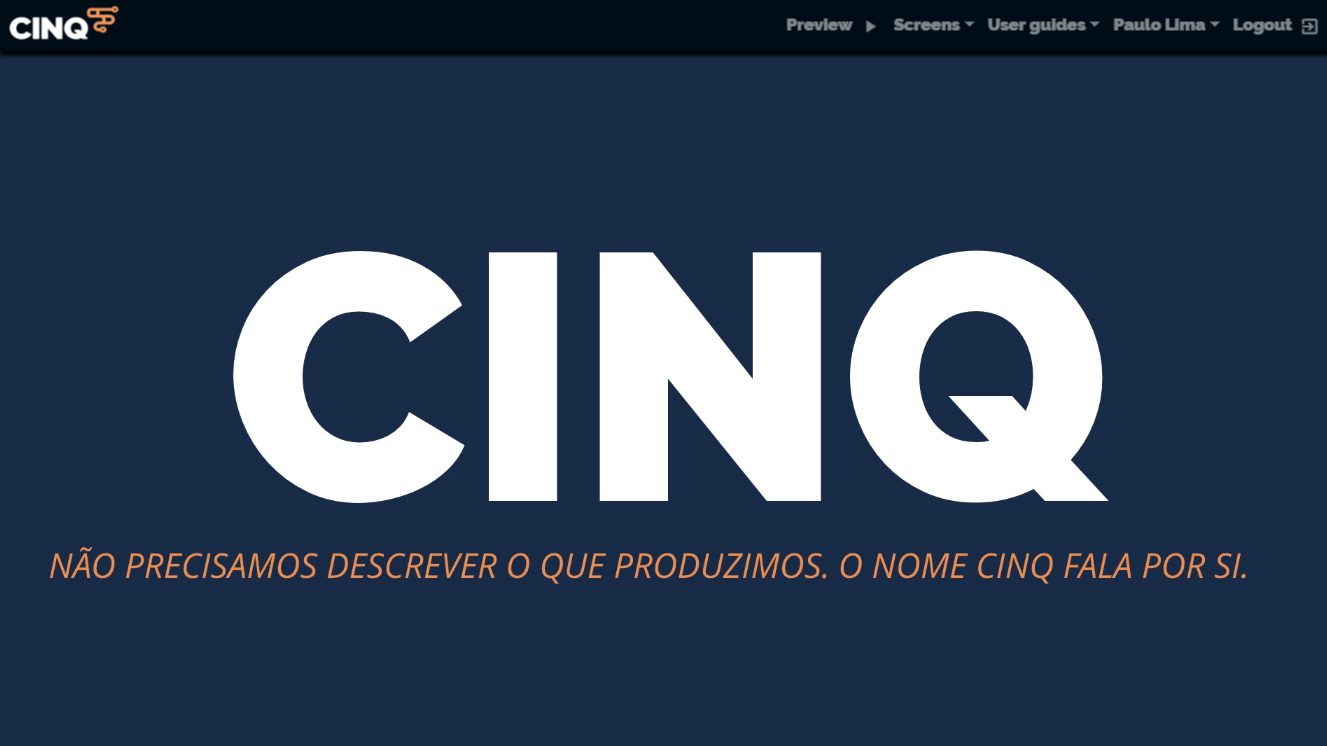 CINQ
Preview Screens User guides Paulo Lima Logout
CINQ
NÃO PRECISAMOS DESCREVER O QUE PRODUZIMOS. O NOME CINQ FALA POR SI.